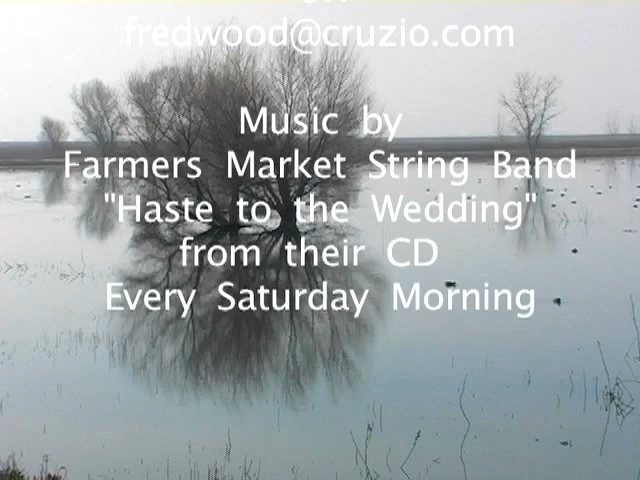 fredwood@cruzio.com
Music by
Farmers Market String Band
"Haste to the Wedding"
from their CD
Every Saturday Morning